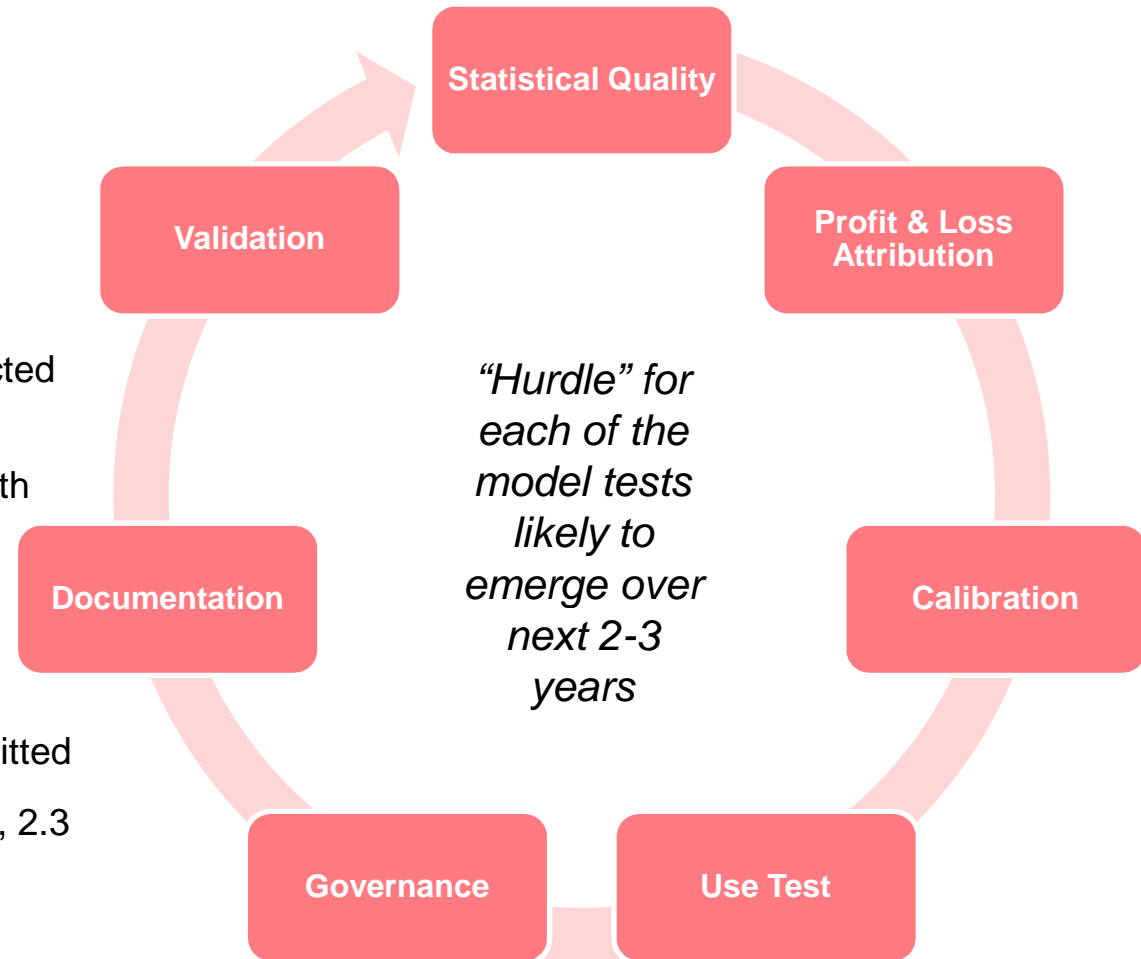 Statistical Quality
Profit & Loss
Attribution
Calibration
Use Test
Governance
Documentation
Validation
“Hurdle” for
each of the
model tests
likely to
emerge over
next 2-3
years
cted
th
itted
, 2.3